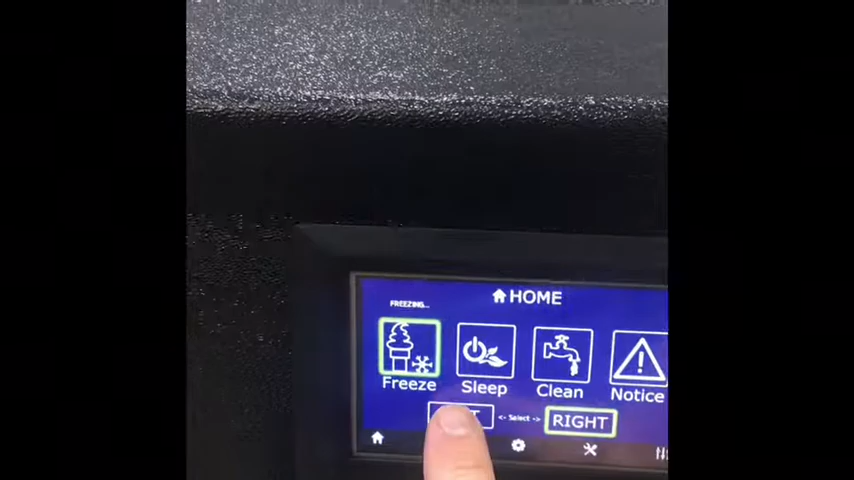 HOME
FREEZING...
Freeze
Sleep
Clean
Notice
<- Select ->
RIGHT